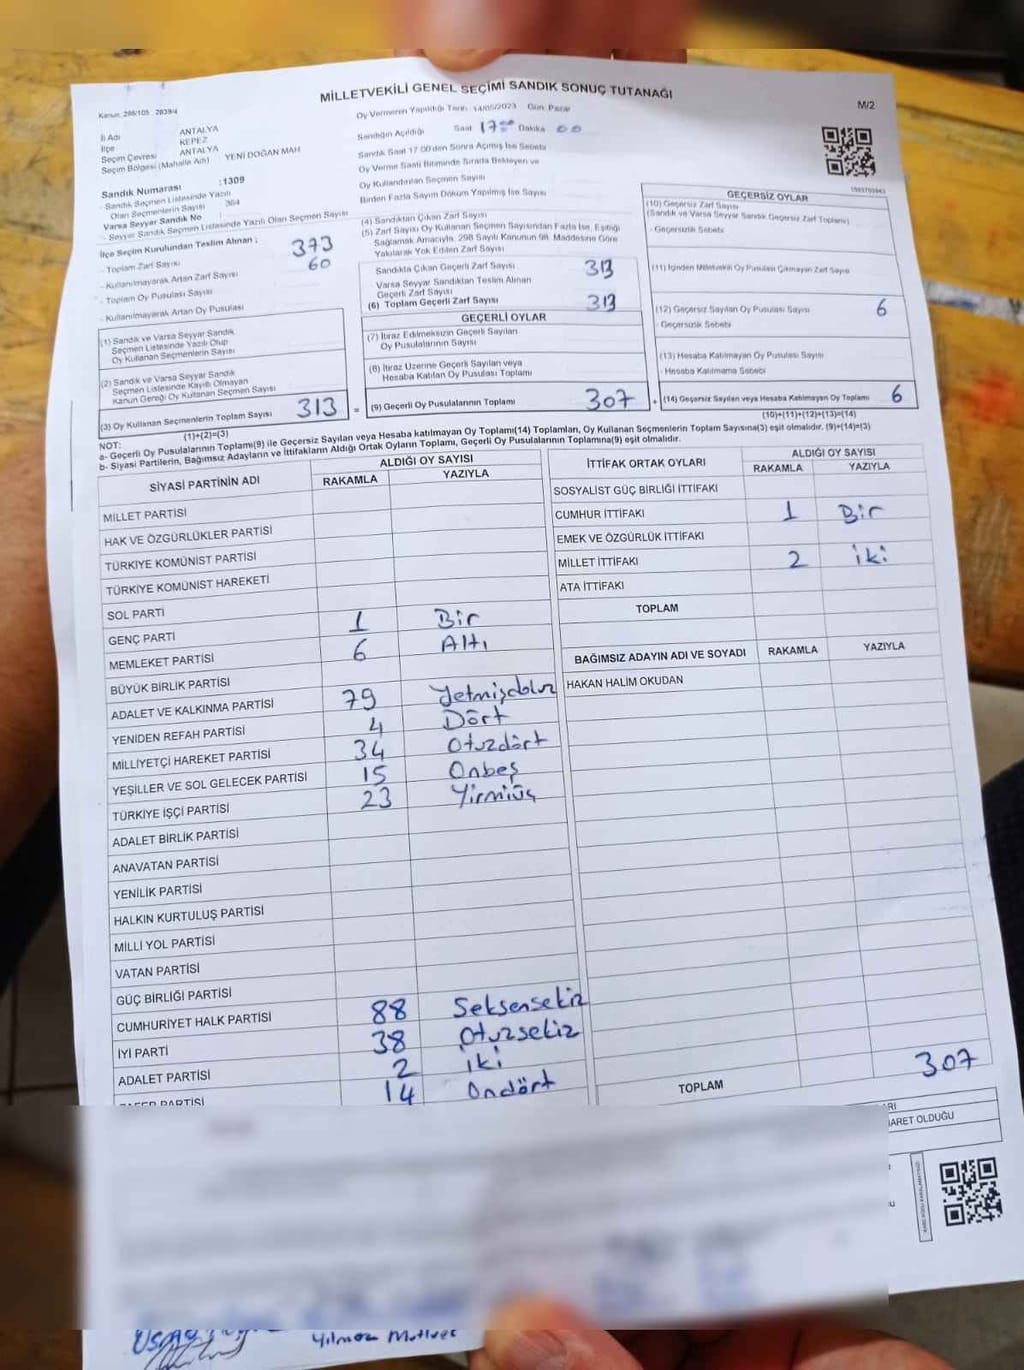 MİLLETVEKİLİ GENEL SEÇİMİ SANDIK SONUÇ TUTANAĞI
M/2
İl Adı ANTALYA
İlçe KEPEZ
Seçim Çevresi ANTALYA
Seçim Bölgesi (Mahalle Adı) YENİ DOĞAN MAH
Sandık Numarası :1309
- Sandık Seçmen Listesinde Yazılı
Olan Seçmenlerin Sayısı 364
Varsa Seyyar Sandık No
- Seyyar Sandık Seçmen Listesinde Yazılı Olan Seçmen Sayısı
İlçe Seçim Kurulundan Teslim Alınan ;
- Toplam Zarf Sayısı 373
- Kullanılmayarak Artan Zarf Sayısı 60
- Toplam Oy Pusulası Sayısı
- Kullanılmayarak Artan Oy Pusulası
Oy Vermenin Yapıldığı Tarih 14/05/2023 Gün Pazar
Sandığın Açıldığı Saat 17 00 Dakika 00
Sandık Saat 17.00'den Sonra Açımış İse Sebebi
Oy Verme Saati Bitiminde Sırada Bekleyen ve
Oy Kullandırılan Seçmen Sayısı
Birden Fazla Sayım Döküm Yapılmış İse Sayısı
(4) Sandıktan Çıkan Zarf Sayısı
(5) Zarf Sayısı Oy Kullanan Seçmen Sayısından Fazla İse, Eşitliği
Sağlamak Amacıyla, 298 Sayılı Kanunun 98. Maddesine Göre
Yakılarak Yok Edilen Zarf Sayısı
Sandıkta Çıkan Geçerli Zarf Sayısı 313
Varsa Seyyar Sandıktan Teslim Alınan
Geçerli Zarf Sayısı
(6) Toplam Geçerli Zarf Sayısı 313
GEÇERLİ OYLAR
(7) İtiraz Edilmeksizin Geçerli Sayılan
Oy Pusulalarının Sayısı
(8) İtiraz Üzerine Geçerli Sayılan veya
Hesaba Katılan Oy Pusulası Toplamı
(9) Geçerli Oy Pusulalarının Toplamı 307
GEÇERSİZ OYLAR
(10) Geçersiz Zarf Sayısı
(Sandık ve Varsa Seyyar Sandık Geçersiz Zarf Toplamı)
- Geçersizlik Sebebi
(11) İçinden Milletvekili Oy Pusulası Çıkmayan Zarf Sayısı
(12) Geçersiz Sayılan Oy Pusulası Sayısı 6
- Geçersizlik Sebebi
(13) Hesaba Katılmayan Oy Pusulası Sayısı
- Hesaba Katılmama Sebebi
(14) Geçersiz Sayılan veya Hesaba Katılmayan Oy Toplamı 6
(10)+(11)+(12)+(13)=(14)
(1) Sandık ve Varsa Seyyar Sandık
Seçmen Listesinde Yazılı Olup
Oy Kullanan Seçmenlerin Sayısı
(2) Sandık ve Varsa Seyyar Sandık
Seçmen Listesinde Kayıtlı Olmayan
Kanun Gereği Oy Kullanan Seçmen Sayısı
(3) Oy Kullanan Seçmenlerin Toplam Sayısı 313 =
(1)+(2)=(3)
NOT:
a- Geçerli Oy Pusulalarının Toplamı(9) ile Geçersiz Sayılan veya Hesaba katılmayan Oy Toplamı(14) Toplamları, Oy Kullanan Seçmenlerin Toplam Sayısına(3) eşit olmalıdır. (9)+(14)=(3)
b- Siyasi Partilerin, Bağımsız Adayların ve İttifakların Aldığı Ortak Oyların Toplamı, Geçerli Oy Pusulalarının Toplamına(9) eşit olmalıdır.
SİYASİ PARTİNİN ADI ALDIĞI OY SAYISI
RAKAMLA YAZIYLA
MİLLET PARTİSİ
HAK VE ÖZGÜRLÜKLER PARTİSİ
TÜRKİYE KOMÜNİST PARTİSİ
TÜRKİYE KOMÜNİST HAREKETİ
SOL PARTİ
GENÇ PARTİ 1 Bir
MEMLEKET PARTİSİ 6 Altı
BÜYÜK BİRLİK PARTİSİ
ADALET VE KALKINMA PARTİSİ 79 Yetmişdokuz
YENİDEN REFAH PARTİSİ 4 Dört
MİLLİYETÇİ HAREKET PARTİSİ 34 Otuzdört
YEŞİLLER VE SOL GELECEK PARTİSİ 15 Onbeş
TÜRKİYE İŞÇİ PARTİSİ 23 Yirmiüç
ADALET BİRLİK PARTİSİ
ANAVATAN PARTİSİ
YENİLİK PARTİSİ
HALKIN KURTULUŞ PARTİSİ
MİLLİ YOL PARTİSİ
VATAN PARTİSİ
GÜÇ BİRLİĞİ PARTİSİ
CUMHURİYET HALK PARTİSİ 88 Seksensekiz
İYİ PARTİ 38 Otuzsekiz
ADALET PARTİSİ 2 iki
PARTİSİ 14 Ondört
İTTİFAK ORTAK OYLARI ALDIĞI OY SAYISI
RAKAMLA YAZIYLA
SOSYALİST GÜÇ BİRLİĞİ İTTİFAKI
CUMHUR İTTİFAKI 1 Bir
EMEK VE ÖZGÜRLÜK İTTİFAKI
MİLLET İTTİFAKI 2 iki
ATA İTTİFAKI
TOPLAM
BAĞIMSIZ ADAYIN ADI VE SOYADI RAKAMLA YAZIYLA
HAKAN HALİM OKUDAN
TOPLAM 307
ARET OLDUĞU
Yılmaz